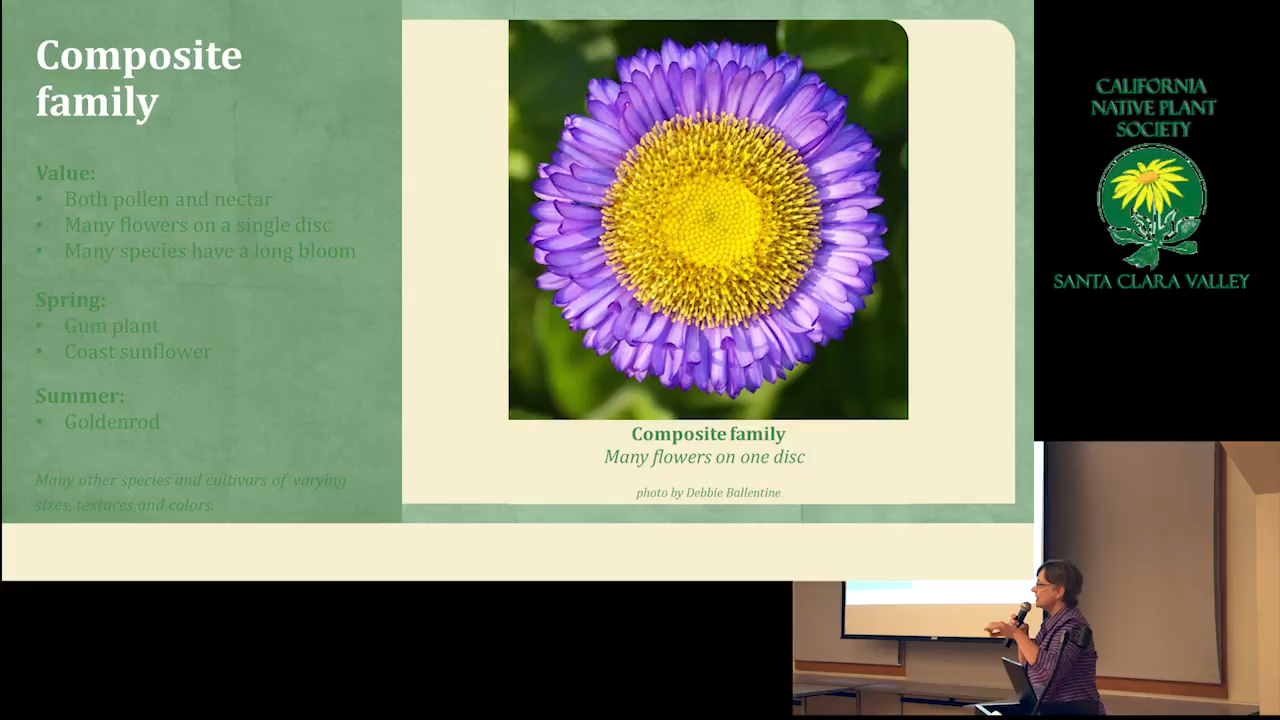 Composite
family
Value:
• Both pollen and nectar
• Many flowers on a single disc
• Many species have a long bloom
Spring:
• Gum plant
• Coast sunflower
Summer:
• Goldenrod
Many other species and cultivars of varying
sizes, textures and colors.
Composite family
Many flowers on one disc
photo by Debbie Ballentine
CALIFORNIA
NATIVE PLANT
SOCIETY
SANTA CLARA VALLEY